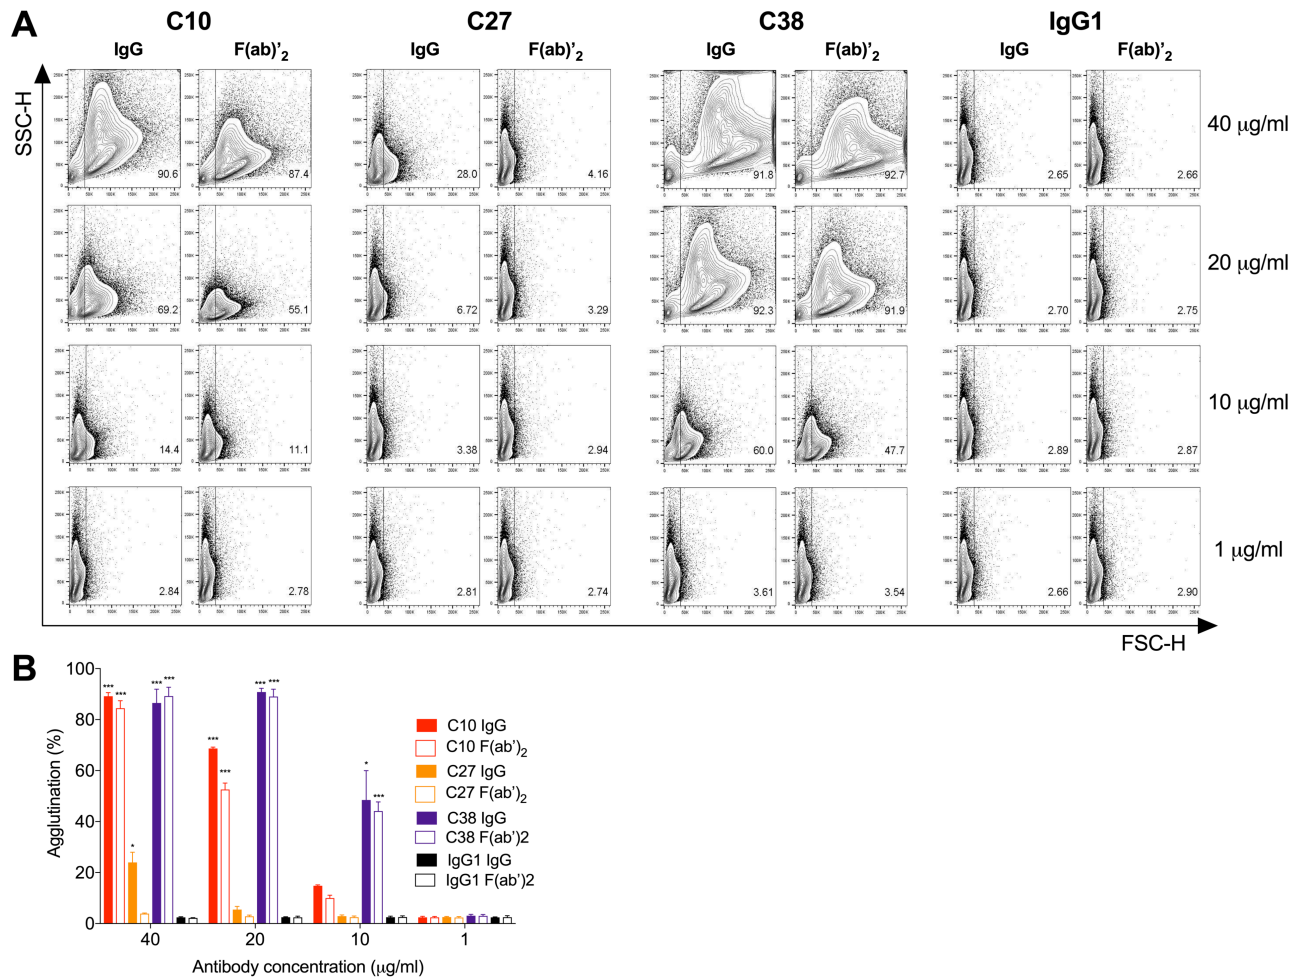 A
C10 C27 C38 IgG1
IgG F(ab)'₂ IgG F(ab)'₂ IgG F(ab)'₂ IgG F(ab)'₂
SSC-H
90.6 87.4 28.0 4.16 91.8 92.7 2.65 2.66 40 µg/ml
69.2 55.1 6.72 3.29 92.3 91.9 2.70 2.75 20 µg/ml
14.4 11.1 3.38 2.94 60.0 47.7 2.89 2.87 10 µg/ml
2.84 2.78 2.81 2.74 3.61 3.54 2.66 2.90 1 µg/ml
FSC-H
B
Agglutination (%)
100
80
60
40
20
0
*** *** * *** *** *** *** *** *** * ***
40 20 10 1
Antibody concentration (µg/ml)
C10 IgG
C10 F(ab')₂
C27 IgG
C27 F(ab')₂
C38 IgG
C38 F(ab')2
IgG1 IgG
IgG1 F(ab')2